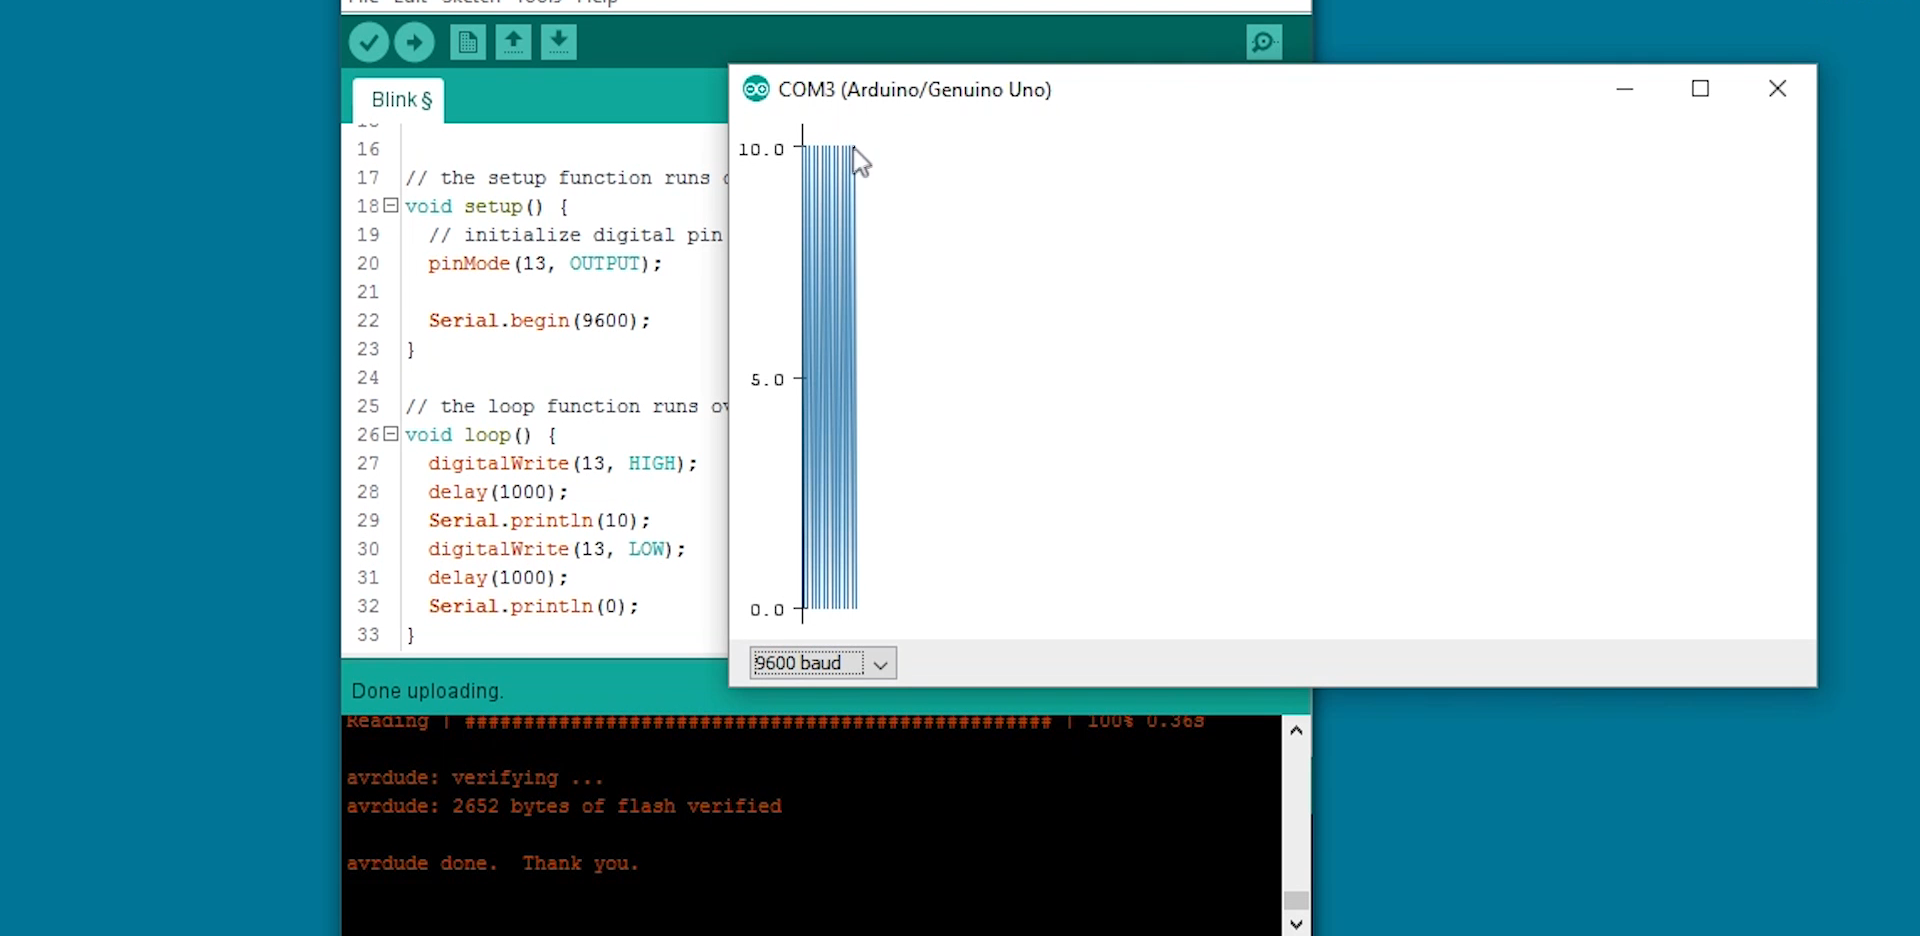 File Edit Sketch Tools Help
Blink §
16
17 // the setup function runs
18 void setup() {
19 // initialize digital pin
20 pinMode(13, OUTPUT);
21
22 Serial.begin(9600);
23 }
24
25 // the loop function runs
26 void loop() {
27 digitalWrite(13, HIGH);
28 delay(1000);
29 Serial.println(10);
30 digitalWrite(13, LOW);
31 delay(1000);
32 Serial.println(0);
33 }
COM3 (Arduino/Genuino Uno)
10.0
5.0
0.0
9600 baud
Done uploading.
Reading | ################################################## | 100% 0.36s
avrdude: verifying ...
avrdude: 2652 bytes of flash verified
avrdude done. Thank you.